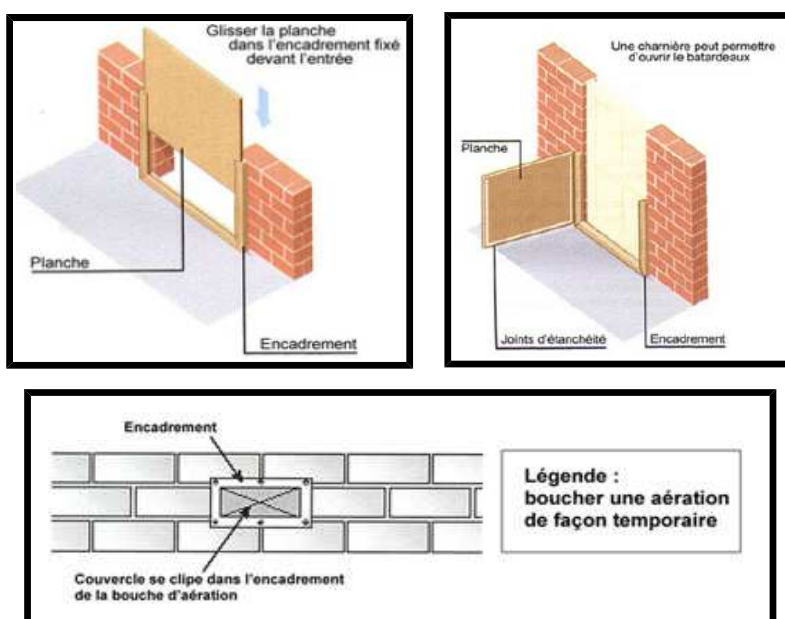 Glisser la planche
dans l'encadrement fixé
devant l'entrée
Planche
Encadrement
Une charnière peut permettre
d'ouvrir le batardeaux
Planche
Joints d'étanchéité
Encadrement
Encadrement
Couvercle se clipe dans l'encadrement
de la bouche d'aération
Légende :
boucher une aération
de façon temporaire